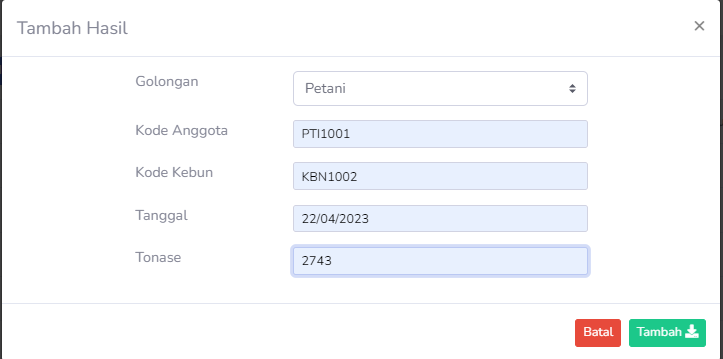 Tambah Hasil ×
Golongan Petani
Kode Anggota PTI1001
Kode Kebun KBN1002
Tanggal 22/04/2023
Tonase 2743
Batal Tambah